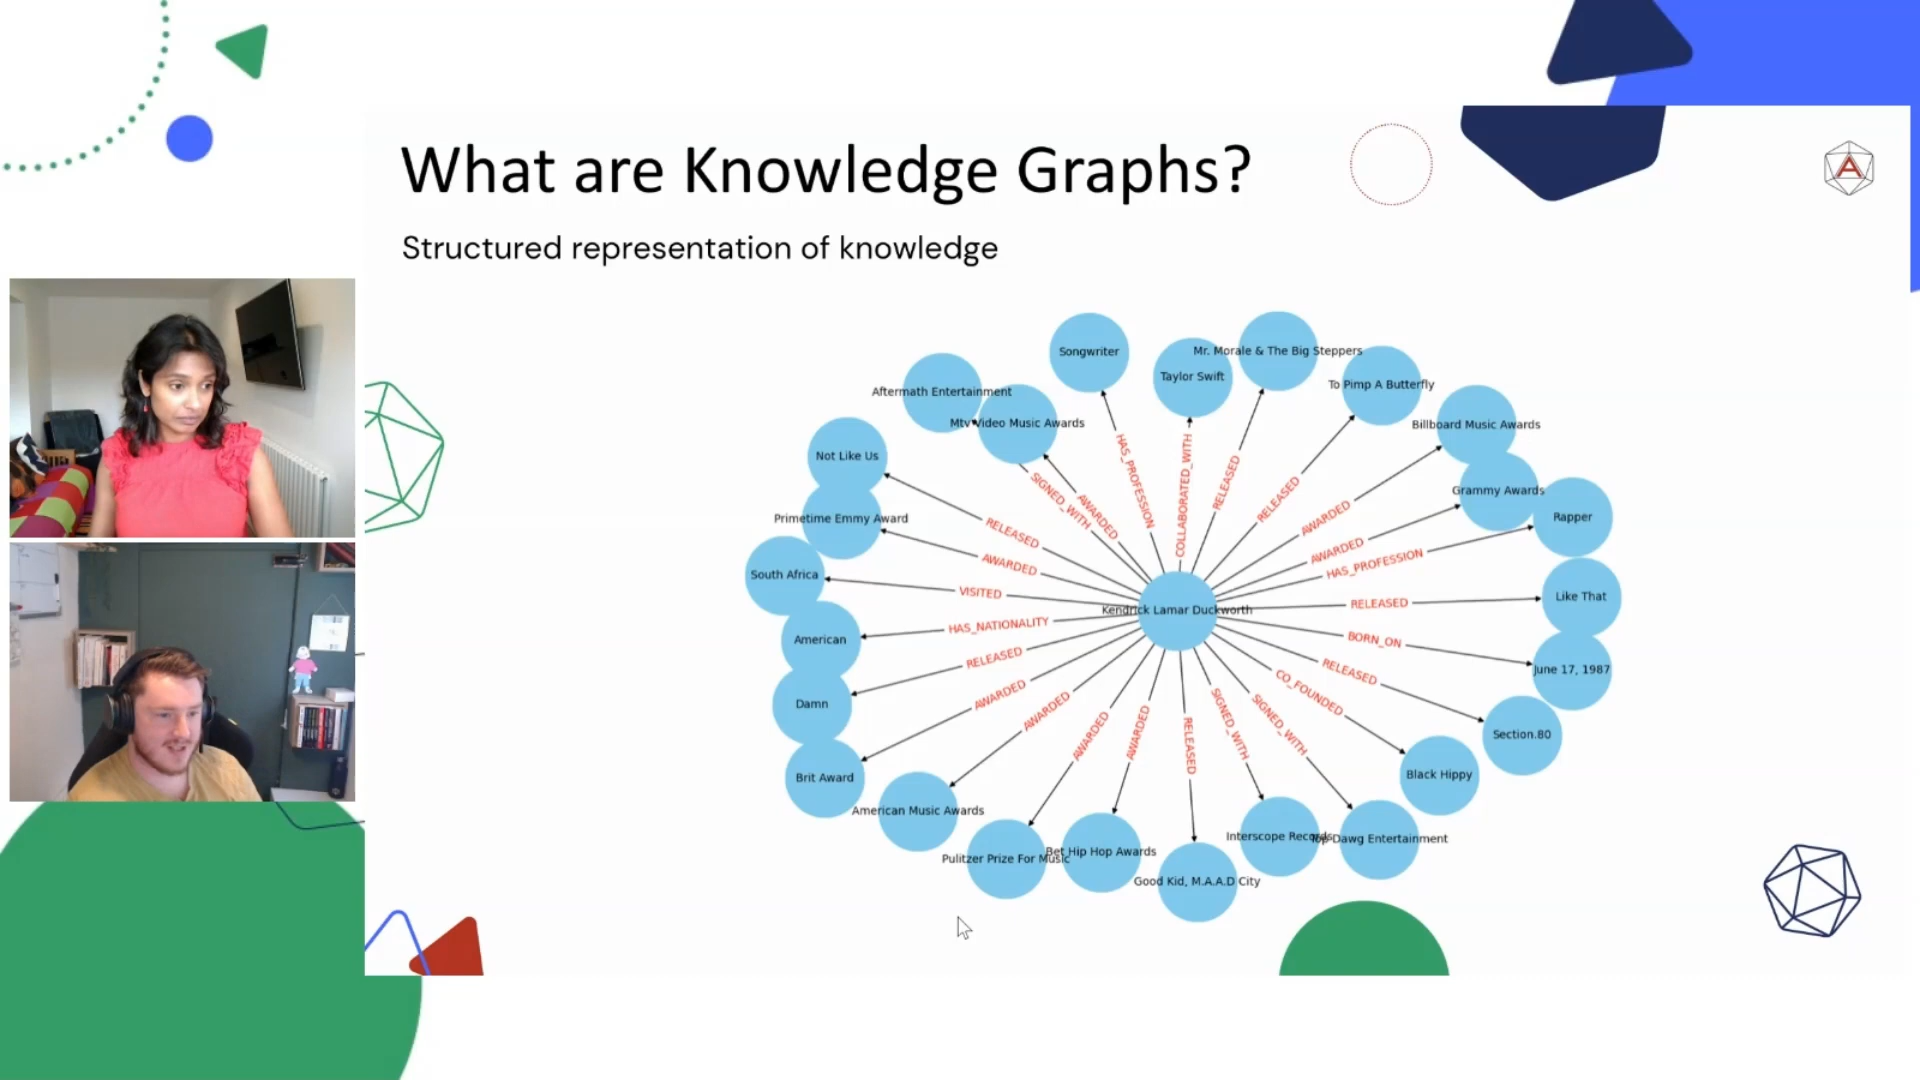 What are Knowledge Graphs?
A
Structured representation of knowledge
Songwriter
Mr. Morale & The Big Steppers
Taylor Swift
To Pimp A Butterfly
Aftermath Entertainment
Mtv Video Music Awards
Billboard Music Awards
Not Like Us
Grammy Awards
Primetime Emmy Award
Rapper
South Africa
Like That
Kendrick Lamar Duckworth
American
June 17, 1987
Damn
Section.80
Brit Award
Black Hippy
American Music Awards
Interscope Records
Top Dawg Entertainment
Pulitzer Prize For Music
Bet Hip Hop Awards
Good Kid, M.A.A.D City
HAS_PROFESSION
COLLABORATED_WITH
RELEASED
RELEASED
SIGNED_WITH
AWARDED
AWARDED
RELEASED
AWARDED
AWARDED
HAS_PROFESSION
VISITED
RELEASED
HAS_NATIONALITY
BORN_ON
RELEASED
RELEASED
AWARDED
CO_FOUNDED
AWARDED
AWARDED
AWARDED
RELEASED
SIGNED_WITH
SIGNED_WITH